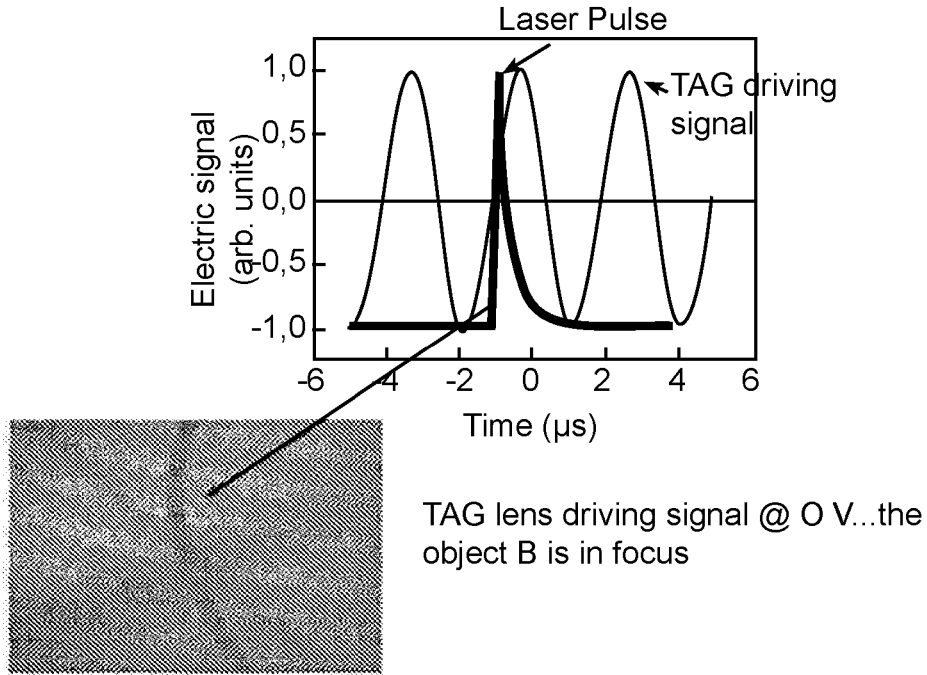 Laser Pulse
1,0
0,5
0,0
-0,5
-1,0
Electric signal
(arb. units)
TAG driving
signal
-6 -4 -2 0 2 4 6
Time (μs)
TAG lens driving signal @ O V...the
object B is in focus